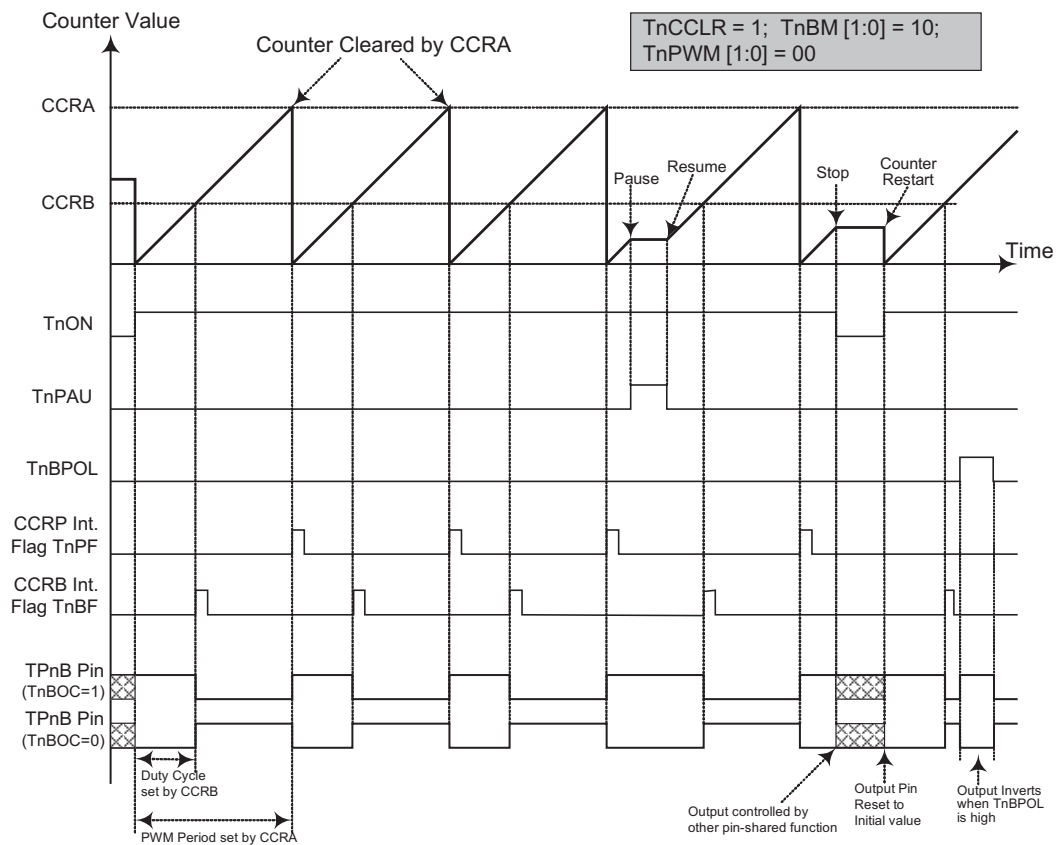 Counter Value
TnCCLR = 1; TnBM [1:0] = 10;
TnPWM [1:0] = 00
Counter Cleared by CCRA
CCRA
CCRB
Pause
Resume
Stop
Counter
Restart
Time
TnON
TnPAU
TnBPOL
CCRP Int.
Flag TnPF
CCRB Int.
Flag TnBF
TPnB Pin
(TnBOC=1)
TPnB Pin
(TnBOC=0)
Duty Cycle
set by CCRB
PWM Period set by CCRA
Output controlled by
other pin-shared function
Output Pin
Reset to
Initial value
Output Inverts
when TnBPOL
is high